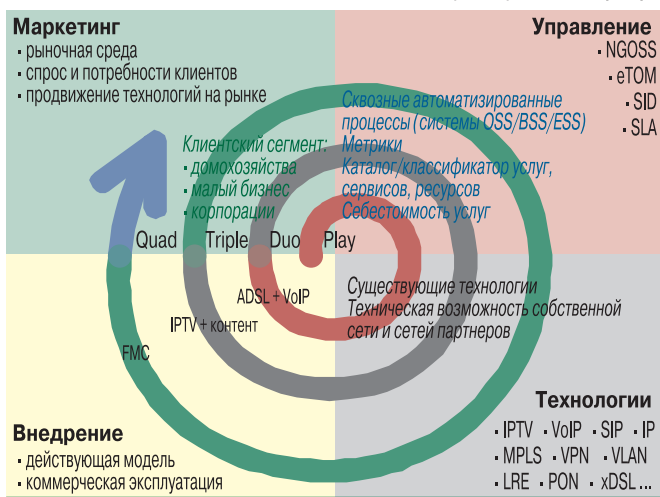 Маркетинг
▪ рыночная среда
▪ спрос и потребности клиентов
▪ продвижение технологий на рынке
Управление
▪ NGOSS
▪ eTOM
▪ SID
▪ SLA
Клиентский сегмент:
▪ домохозяйства
▪ малый бизнес
▪ корпорации
Сквозные автоматизированные
процессы (системы OSS/BSS/ESS)
Метрики
Каталог/классификатор услуг,
сервисов, ресурсов
Себестоимость услуг
Quad Triple Duo Play
ADSL + VoIP
IPTV + контент
FMC
Существующие технологии
Техническая возможность собственной
сети и сетей партнеров
Внедрение
▪ действующая модель
▪ коммерческая эксплуатация
Технологии
▪ IPTV ▪ VoIP ▪ SIP ▪ IP
▪ MPLS ▪ VPN ▪ VLAN
▪ LRE ▪ PON ▪ xDSL ...